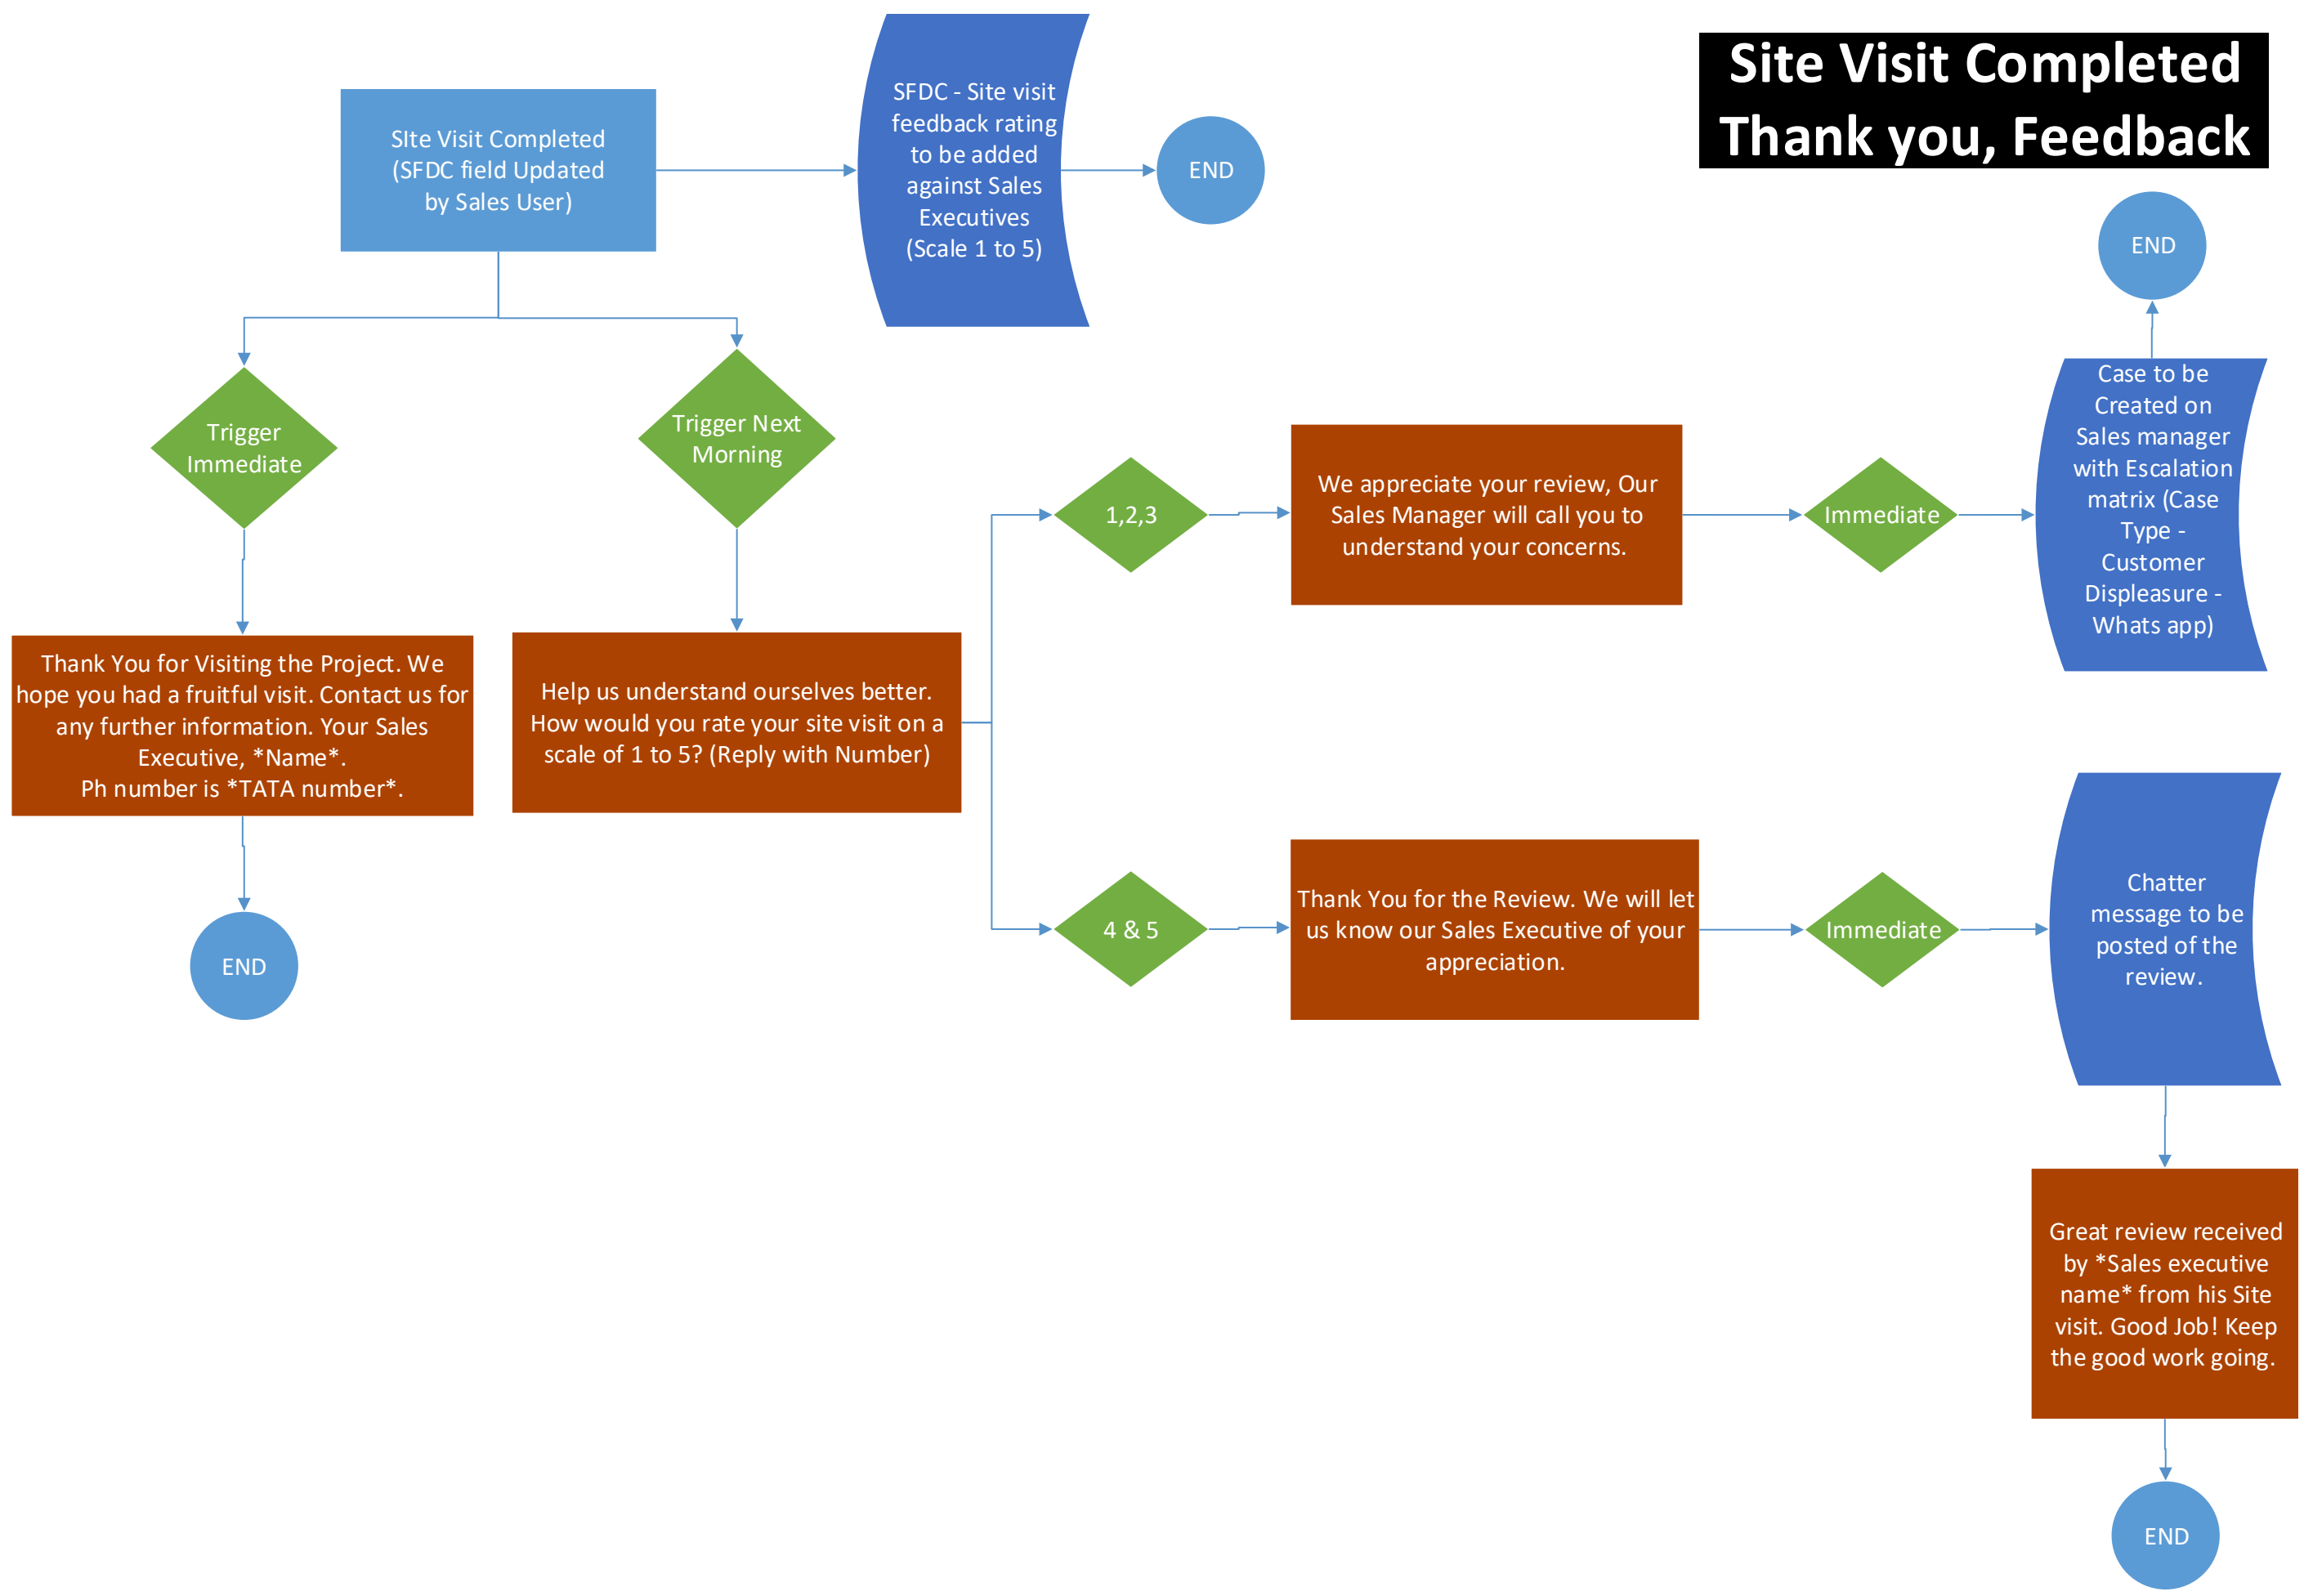 Site Visit Completed
Thank you, Feedback
SIte Visit Completed
(SFDC field Updated
by Sales User)
SFDC - Site visit
feedback rating
to be added
against Sales
Executives
(Scale 1 to 5)
END
END
Trigger
Immediate
Trigger Next
Morning
1,2,3
We appreciate your review, Our
Sales Manager will call you to
understand your concerns.
Immediate
Case to be
Created on
Sales manager
with Escalation
matrix (Case
Type -
Customer
Displeasure -
Whats app)
Thank You for Visiting the Project. We
hope you had a fruitful visit. Contact us for
any further information. Your Sales
Executive, *Name*.
Ph number is *TATA number*.
Help us understand ourselves better.
How would you rate your site visit on a
scale of 1 to 5? (Reply with Number)
END
4 & 5
Thank You for the Review. We will let
us know our Sales Executive of your
appreciation.
Immediate
Chatter
message to be
posted of the
review.
Great review received
by *Sales executive
name* from his Site
visit. Good Job! Keep
the good work going.
END